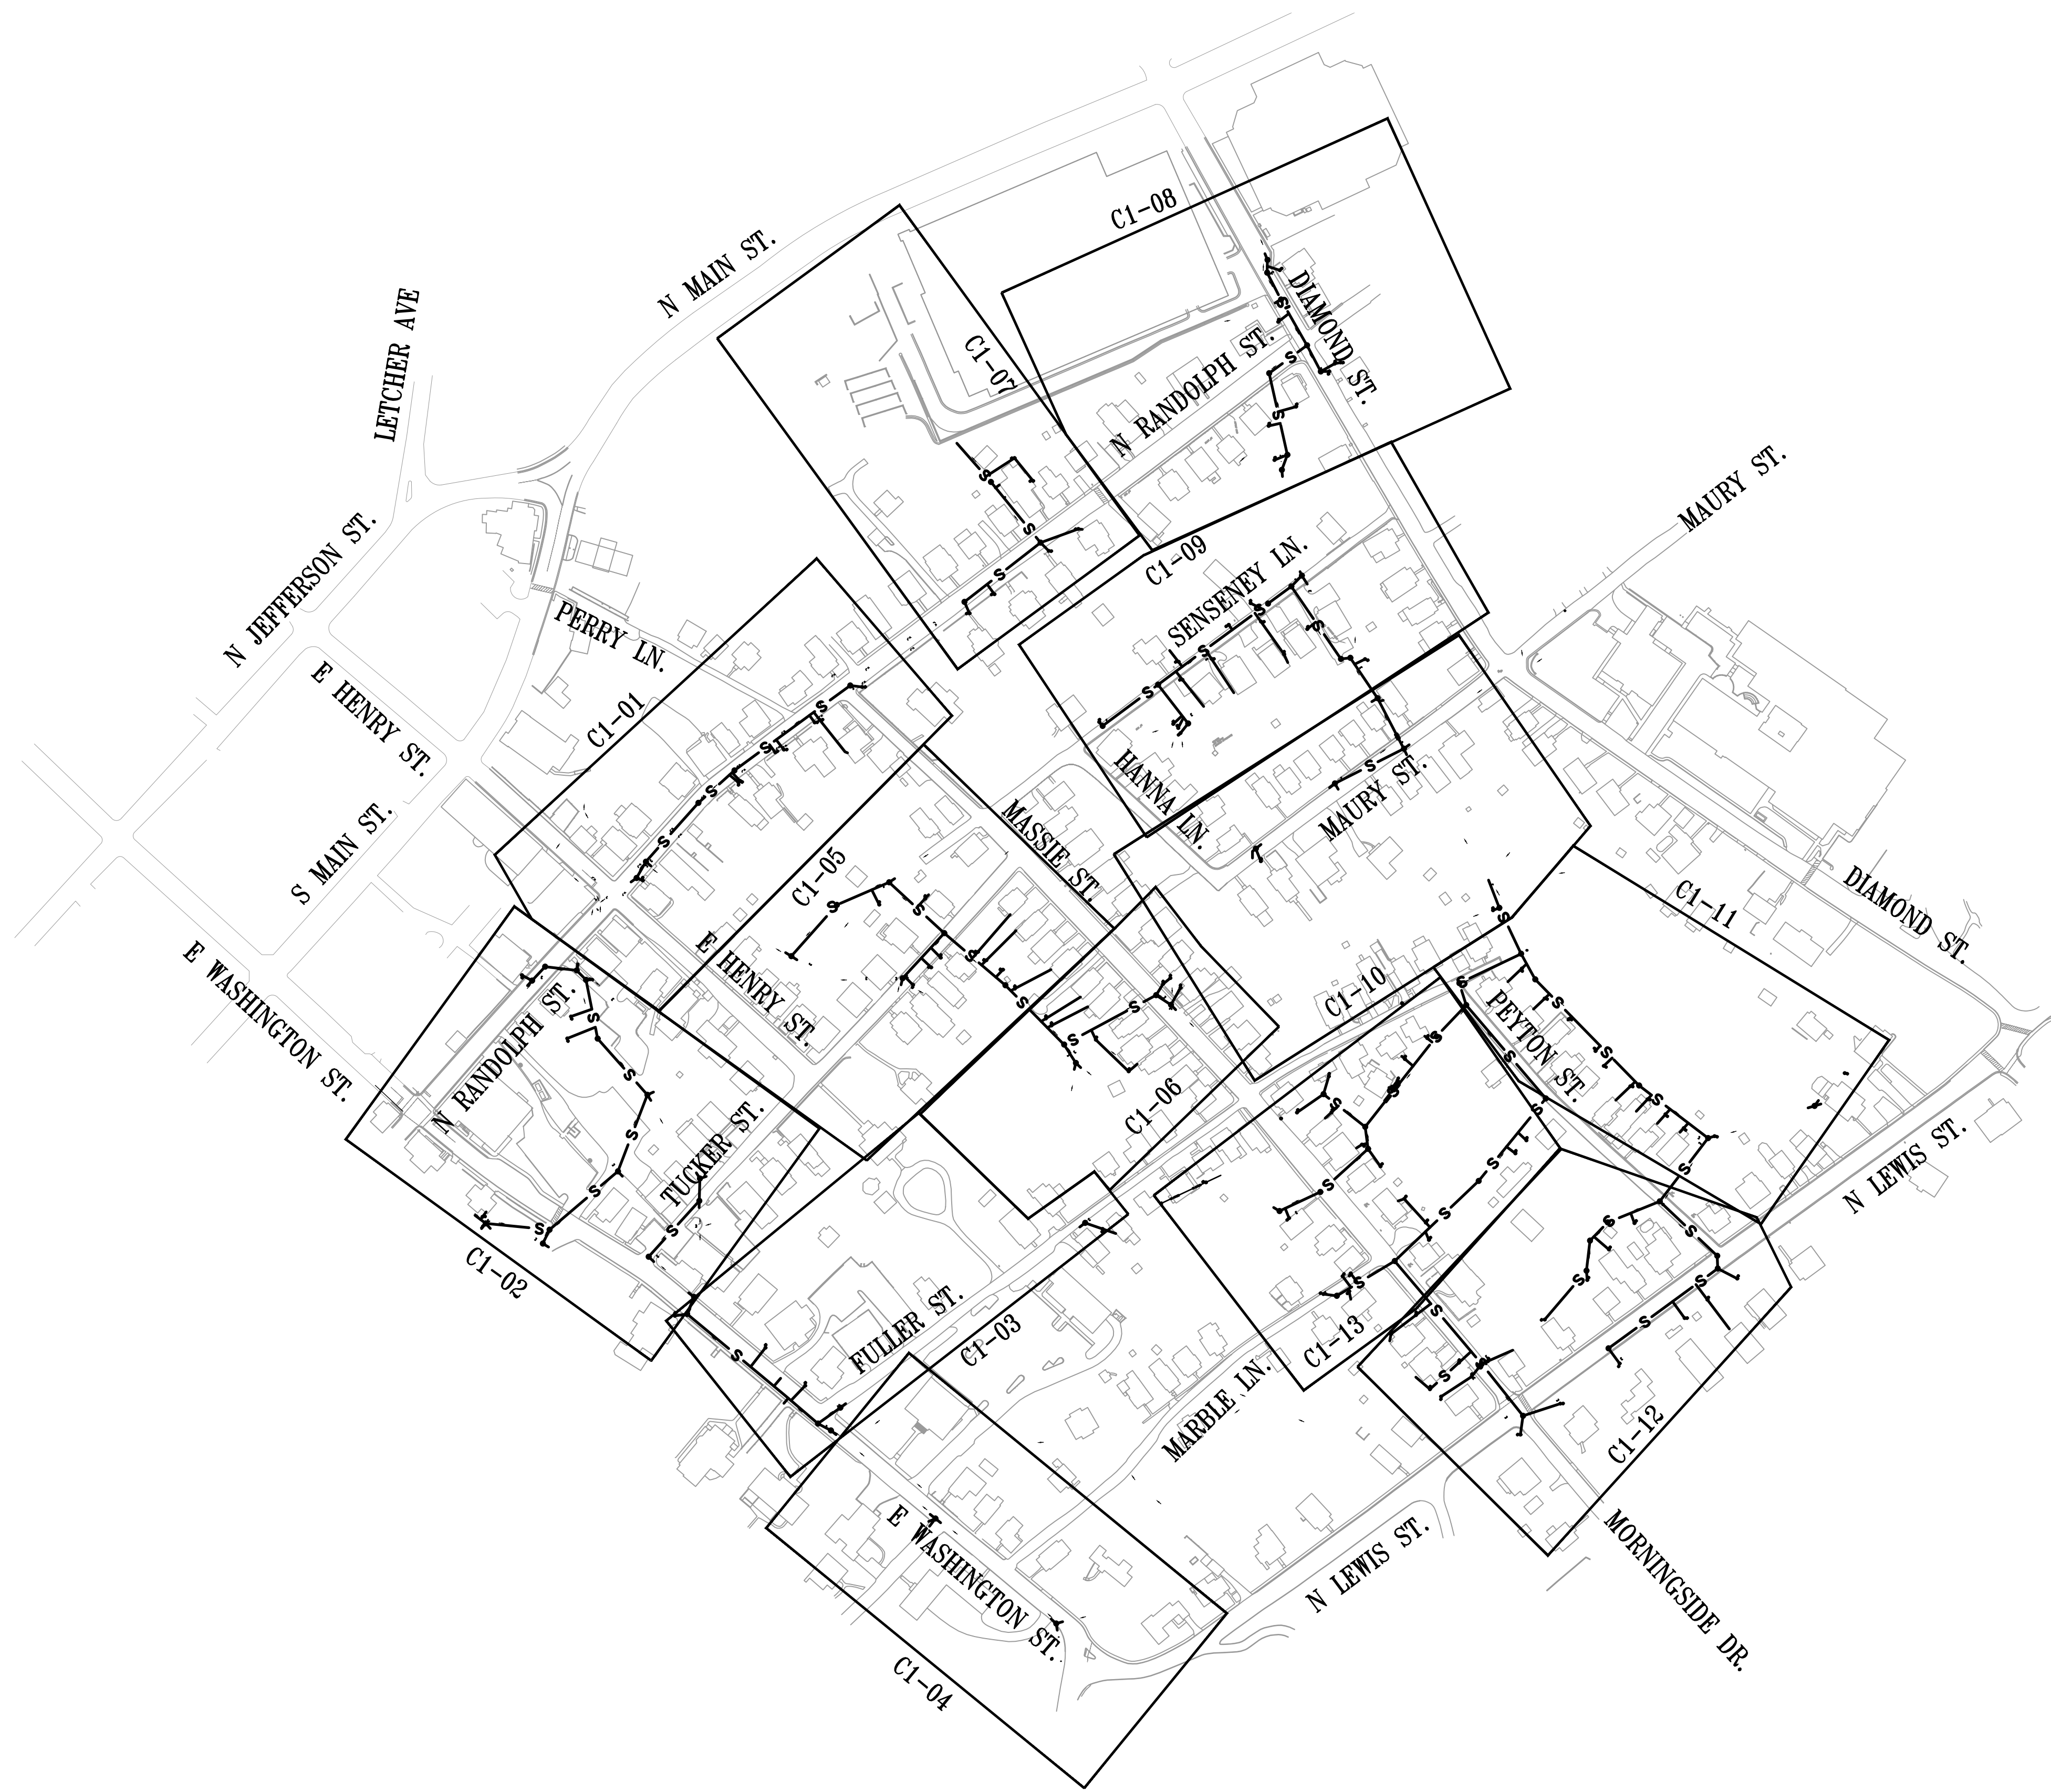 C1-08
N MAIN ST.
LETCHER AVE
DIAMOND ST.
C1-07
N RANDOLPH ST.
MAURY ST.
N JEFFERSON ST.
C1-09
SENSENEY LN.
PERRY LN.
E HENRY ST.
C1-01
HANNA LN.
MAURY ST.
S MAIN ST.
MASSIE ST.
C1-05
C1-11
DIAMOND ST.
E WASHINGTON ST.
E HENRY ST.
C1-10
PEYTON ST.
N RANDOLPH ST.
C1-06
TUCKER ST.
N LEWIS ST.
C1-02
FULLER ST.
C1-03
C1-13
MARBLE LN.
C1-12
E WASHINGTON ST.
N LEWIS ST.
MORNINGSIDE DR.
C1-04